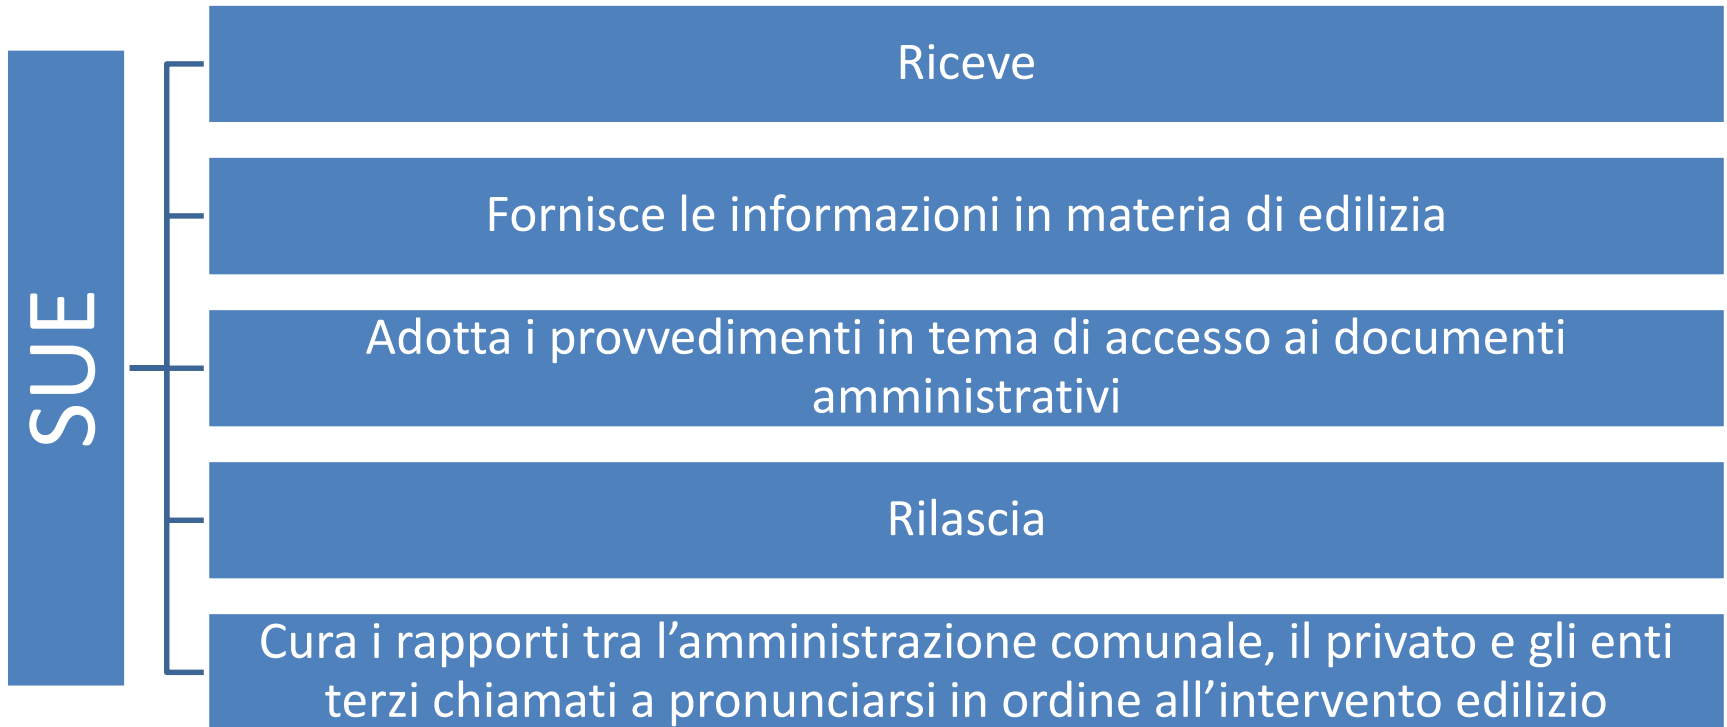 SUE
Riceve
Fornisce le informazioni in materia di edilizia
Adotta i provvedimenti in tema di accesso ai documenti
amministrativi
Rilascia
Cura i rapporti tra l’amministrazione comunale, il privato e gli enti
terzi chiamati a pronunciarsi in ordine all’intervento edilizio